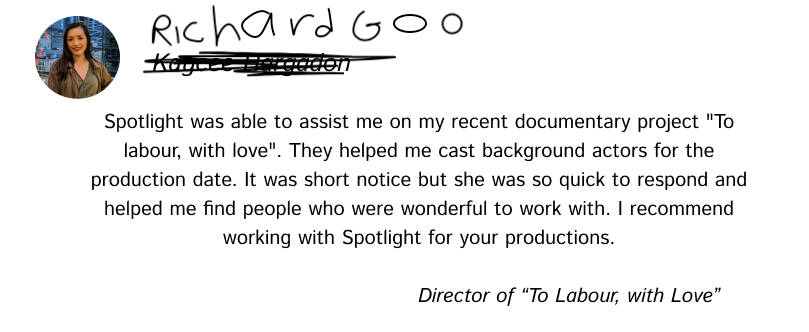 Richard Goo
Kaycee Hargadon
Spotlight was able to assist me on my recent documentary project "To
labour, with love". They helped me cast background actors for the
production date. It was short notice but she was so quick to respond and
helped me find people who were wonderful to work with. I recommend
working with Spotlight for your productions.
Director of “To Labour, with Love”